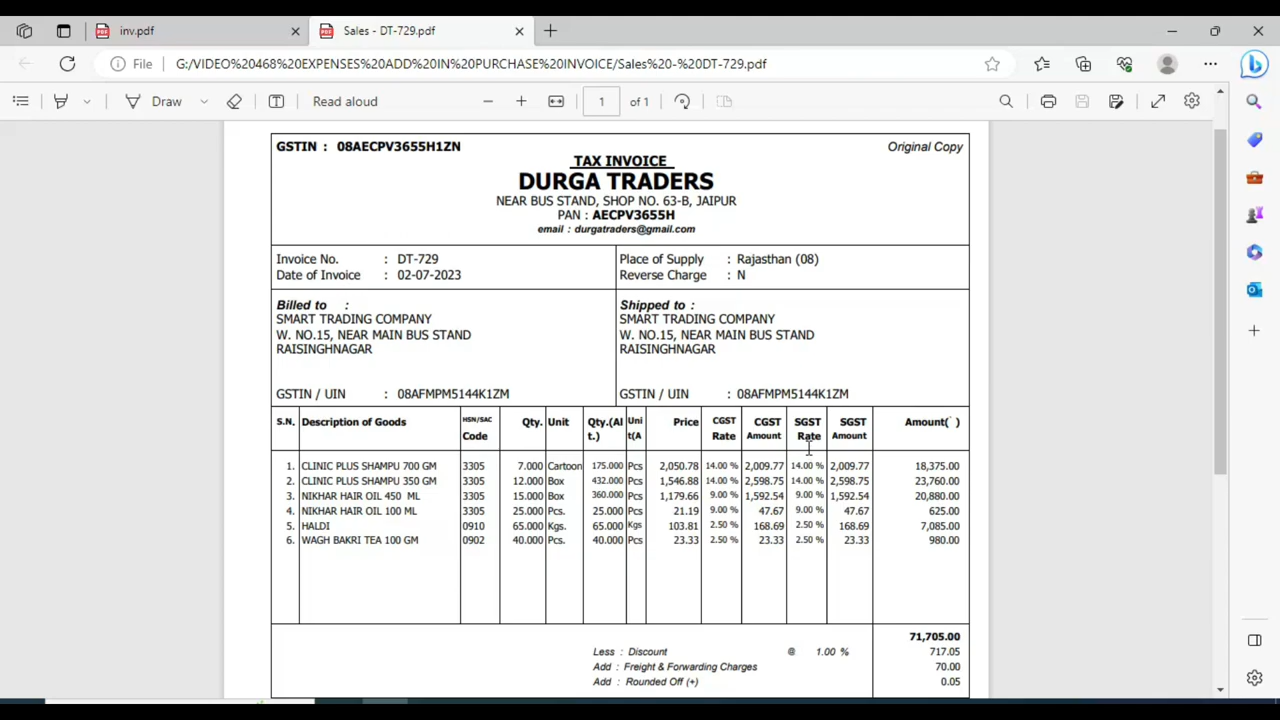 inv.pdf
Sales - DT-729.pdf
File G:/VIDEO%20468%20EXPENSES%20ADD%20IN%20PURCHASE%20INVOICE/Sales%20-%20DT-729.pdf
Draw Read aloud 1 of 1
GSTIN : 08AECPV3655H1ZN Original Copy
TAX INVOICE
DURGA TRADERS
NEAR BUS STAND, SHOP NO. 63-B, JAIPUR
PAN : AECPV3655H
email : durgatraders@gmail.com
Invoice No. : DT-729
Date of Invoice : 02-07-2023
Place of Supply : Rajasthan (08)
Reverse Charge : N
Billed to :
SMART TRADING COMPANY
W. NO.15, NEAR MAIN BUS STAND
RAISINGHNAGAR
GSTIN / UIN : 08AFMPM5144K1ZM
Shipped to :
SMART TRADING COMPANY
W. NO.15, NEAR MAIN BUS STAND
RAISINGHNAGAR
GSTIN / UIN : 08AFMPM5144K1ZM
S.N. Description of Goods HSN/SAC Qty. Unit Qty.(Al Uni Price CGST CGST SGST SGST Amount(` )
Code t.) t(A Rate Amount Rate Amount
1. CLINIC PLUS SHAMPU 700 GM 3305 7.000 Cartoon 175.000 Pcs 2,050.78 14.00 % 2,009.77 14.00 % 2,009.77 18,375.00
2. CLINIC PLUS SHAMPU 350 GM 3305 12.000 Box 432.000 Pcs 1,546.88 14.00 % 2,598.75 14.00 % 2,598.75 23,760.00
3. NIKHAR HAIR OIL 450 ML 3305 15.000 Box 360.000 Pcs 1,179.66 9.00 % 1,592.54 9.00 % 1,592.54 20,880.00
4. NIKHAR HAIR OIL 100 ML 3305 25.000 Pcs. 25.000 Pcs 21.19 9.00 % 47.67 9.00 % 47.67 625.00
5. HALDI 0910 65.000 Kgs. 65.000 Kgs 103.81 2.50 % 168.69 2.50 % 168.69 7,085.00
6. WAGH BAKRI TEA 100 GM 0902 40.000 Pcs. 40.000 Pcs 23.33 2.50 % 23.33 2.50 % 23.33 980.00
71,705.00
Less : Discount @ 1.00 % 717.05
Add : Freight & Forwarding Charges 70.00
Add : Rounded Off (+) 0.05